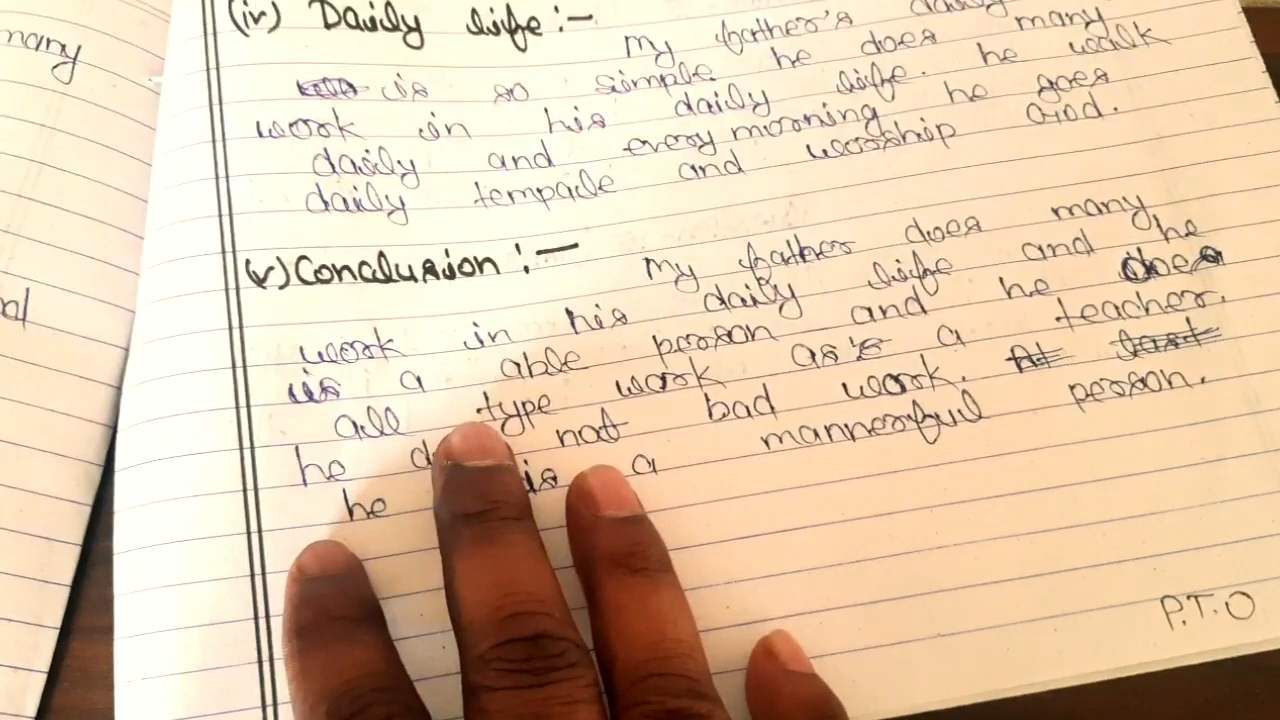 many
al
(iv) Daily life :-
My father's daily
is so simple he does many
work in his daily life. he walk
daily and every morning he goes
daily tempale and worship God.
(v) Conclusion :-
My father does many
work in his daily life and he
is a able person and he does
all type work as a teacher.
he not bad work.
he is a mannerful person.
P.T.O